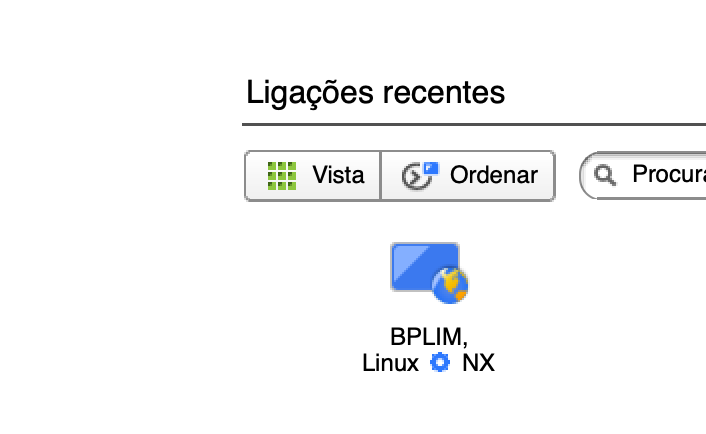 Ligações recentes
Vista Ordenar Procura
BPLIM,
Linux NX